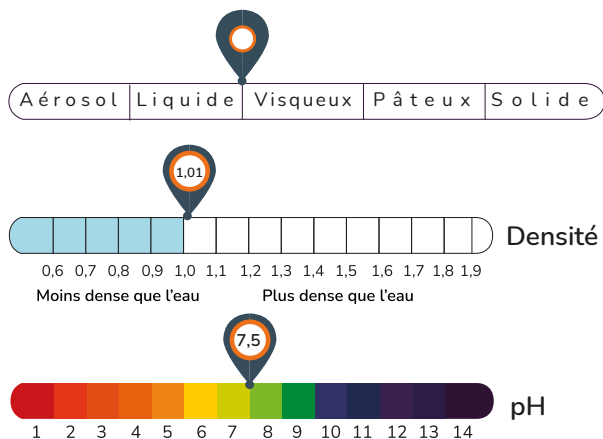 Aérosol Liquide Visqueux Pâteux Solide
1,01
Densité
0,6 0,7 0,8 0,9 1,0 1,1 1,2 1,3 1,4 1,5 1,6 1,7 1,8 1,9
Moins dense que l'eau Plus dense que l'eau
7,5
pH
1 2 3 4 5 6 7 8 9 10 11 12 13 14